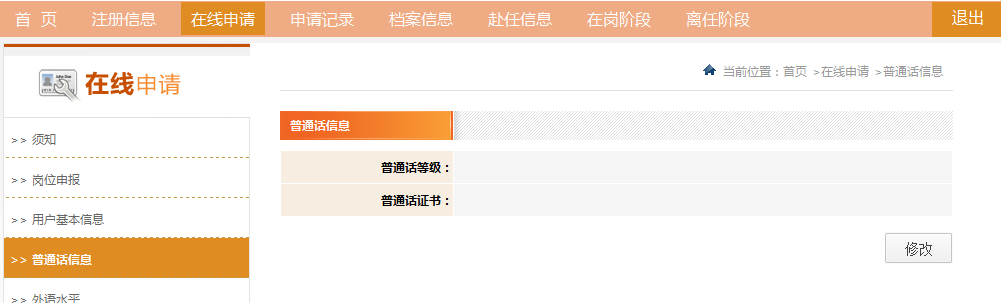 首 页 注册信息 在线申请 申请记录 档案信息 赴任信息 在岗阶段 离任阶段 退出
在线申请
当前位置：首页 >在线申请 >普通话信息
>> 须知
>> 岗位申报
>> 用户基本信息
>> 普通话信息
>> 外语水平
普通话信息
普通话等级：
普通话证书：
修改